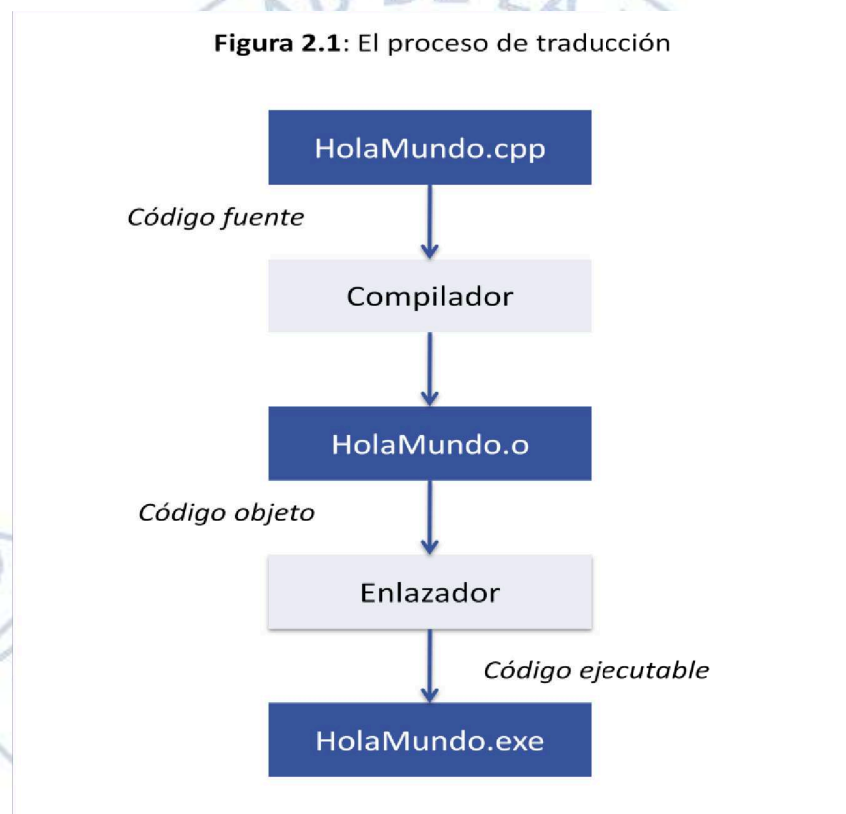 Figura 2.1: El proceso de traducción
HolaMundo.cpp
Código fuente
Compilador
HolaMundo.o
Código objeto
Enlazador
Código ejecutable
HolaMundo.exe